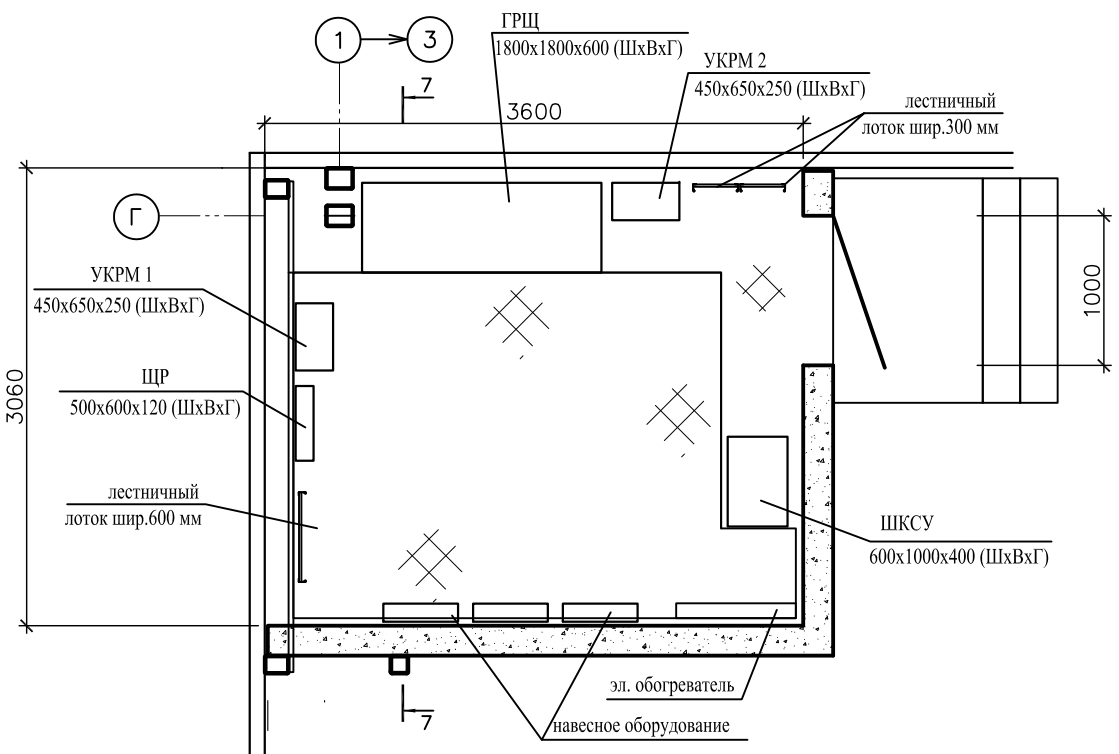 ГРЩ
1800х1800х600 (ШхВхГ)
1
3
УКРМ 2
450х650х250 (ШхВхГ)
7
3600
лестничный
лоток шир.300 мм
Г
УКРМ 1
450х650х250 (ШхВхГ)
1000
ЩР
500х600х120 (ШхВхГ)
3060
лестничный
лоток шир.600 мм
ШКСУ
600х1000х400 (ШхВхГ)
эл. обогреватель
7
навесное оборудование